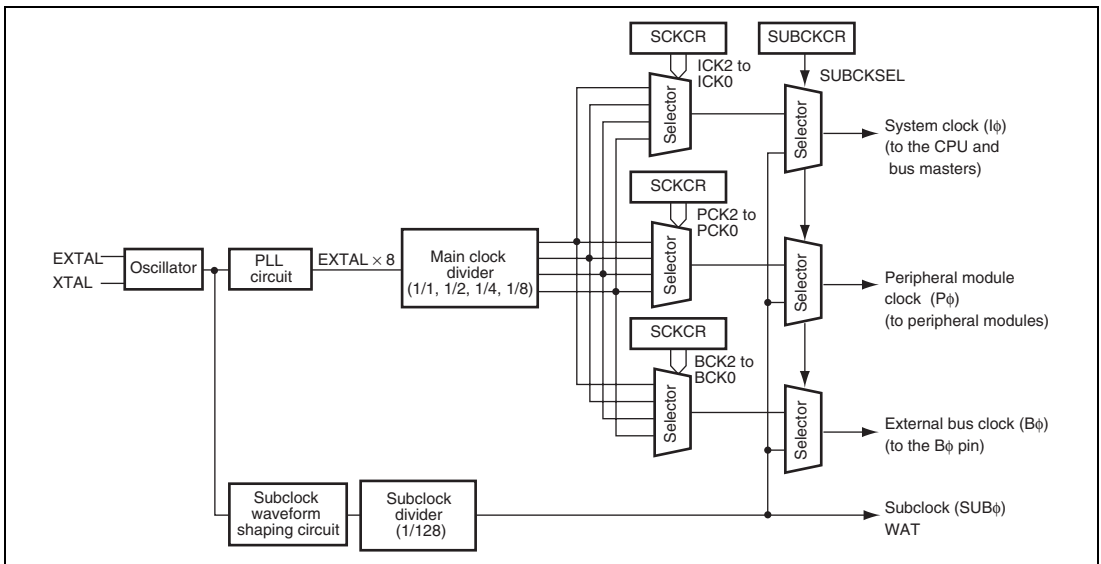 SCKCR
SUBCKCR
ICK2 to
ICK0
SUBCKSEL
Selector
Selector
System clock (Iϕ)
(to the CPU and
bus masters)
SCKCR
PCK2 to
PCK0
EXTAL
XTAL
Oscillator
PLL
circuit
EXTAL × 8
Main clock
divider
(1/1, 1/2, 1/4, 1/8)
Selector
Selector
Peripheral module
clock (Pϕ)
(to peripheral modules)
SCKCR
BCK2 to
BCK0
Selector
Selector
External bus clock (Bϕ)
(to the Bϕ pin)
Subclock
waveform
shaping circuit
Subclock
divider
(1/128)
Subclock (SUBϕ)
WAT